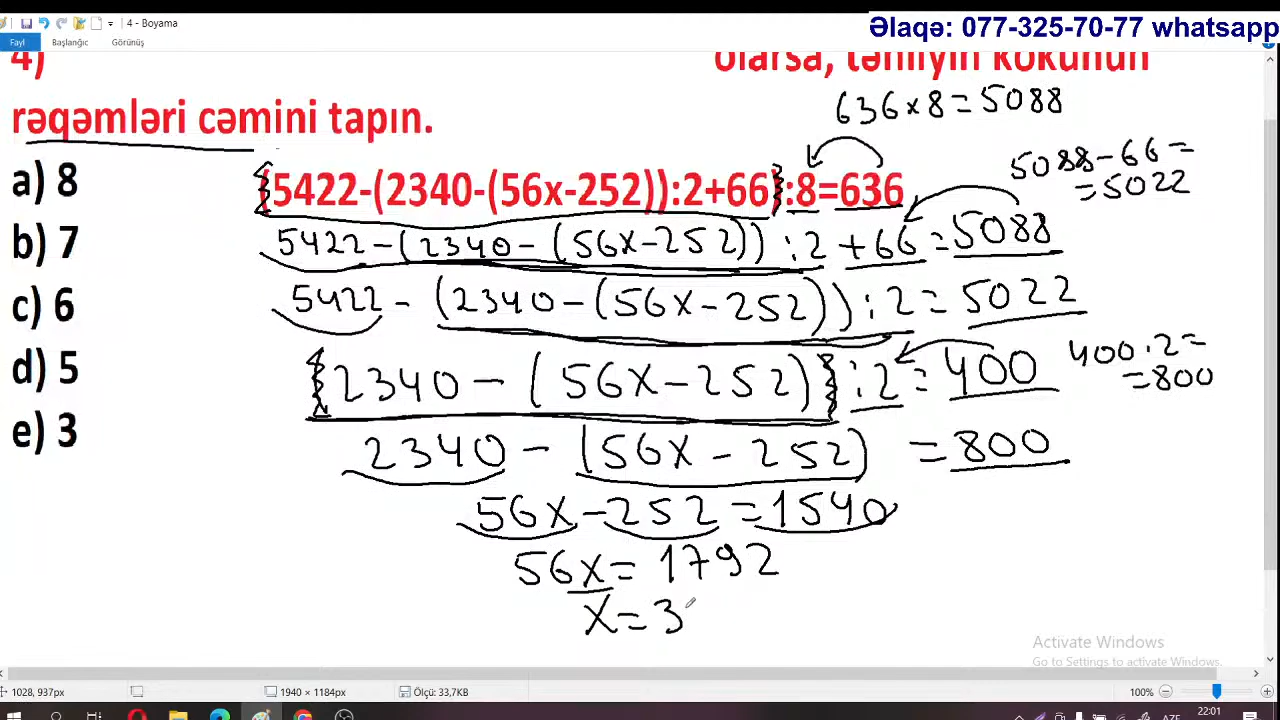 4 - Boyama
Əlaqə: 077-325-70-77 whatsapp
Fayl Başlanğıc Görünüş
4) olarsa, tənliyin kökünün
rəqəmləri cəmini tapın.
636×8=5088
5088-66=
=5022
a) 8
{5422-(2340-(56x-252)):2+66}:8=636
b) 7
5422-(2340-(56x-252)):2+66=5088
c) 6
5422-(2340-(56x-252)):2=5022
d) 5
{2340-(56x-252)}:2=400
400·2=
=800
e) 3
2340-(56x-252)=800
56x-252=1540
56x=1792
x=3
Activate Windows
Go to Settings to activate Windows.
1028, 937px 1940 × 1184px Ölçü: 33,7KB 100%
AZE 22:01